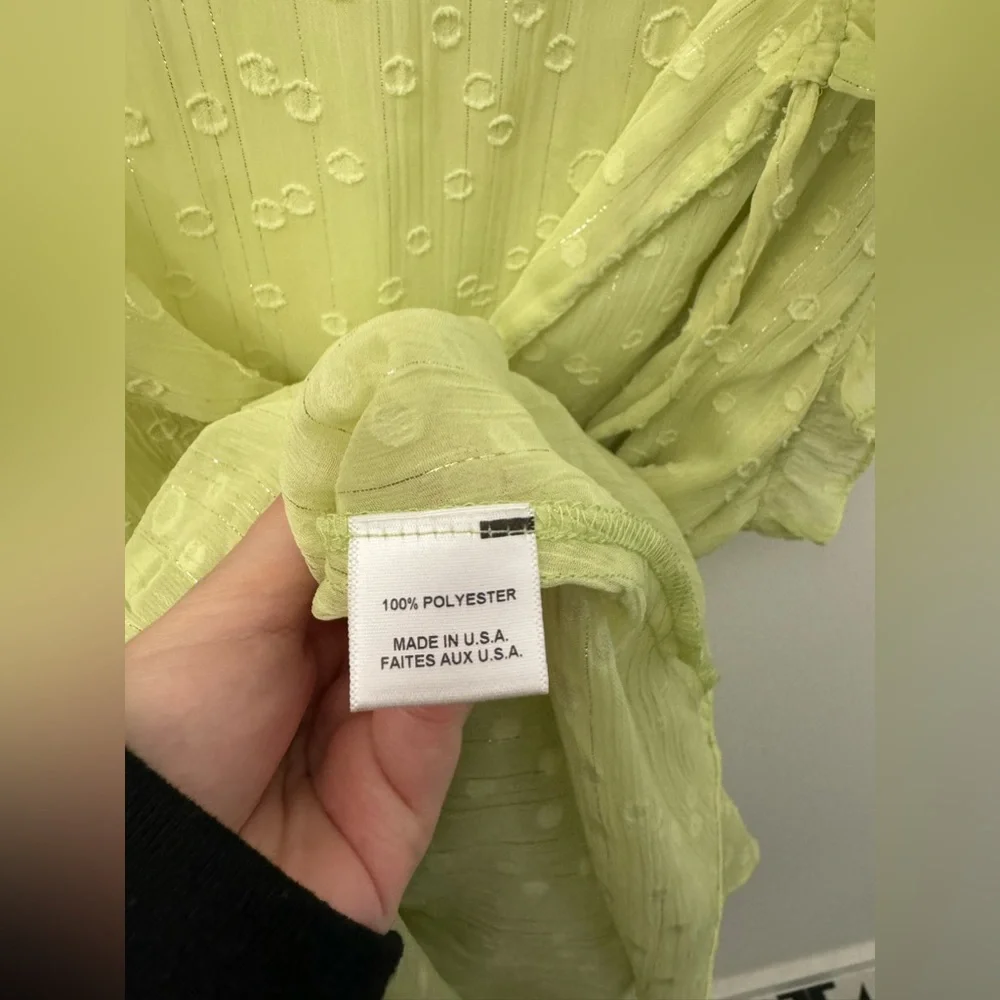 100% POLYESTER
MADE IN U.S.A.
FAITES AUX U.S.A.